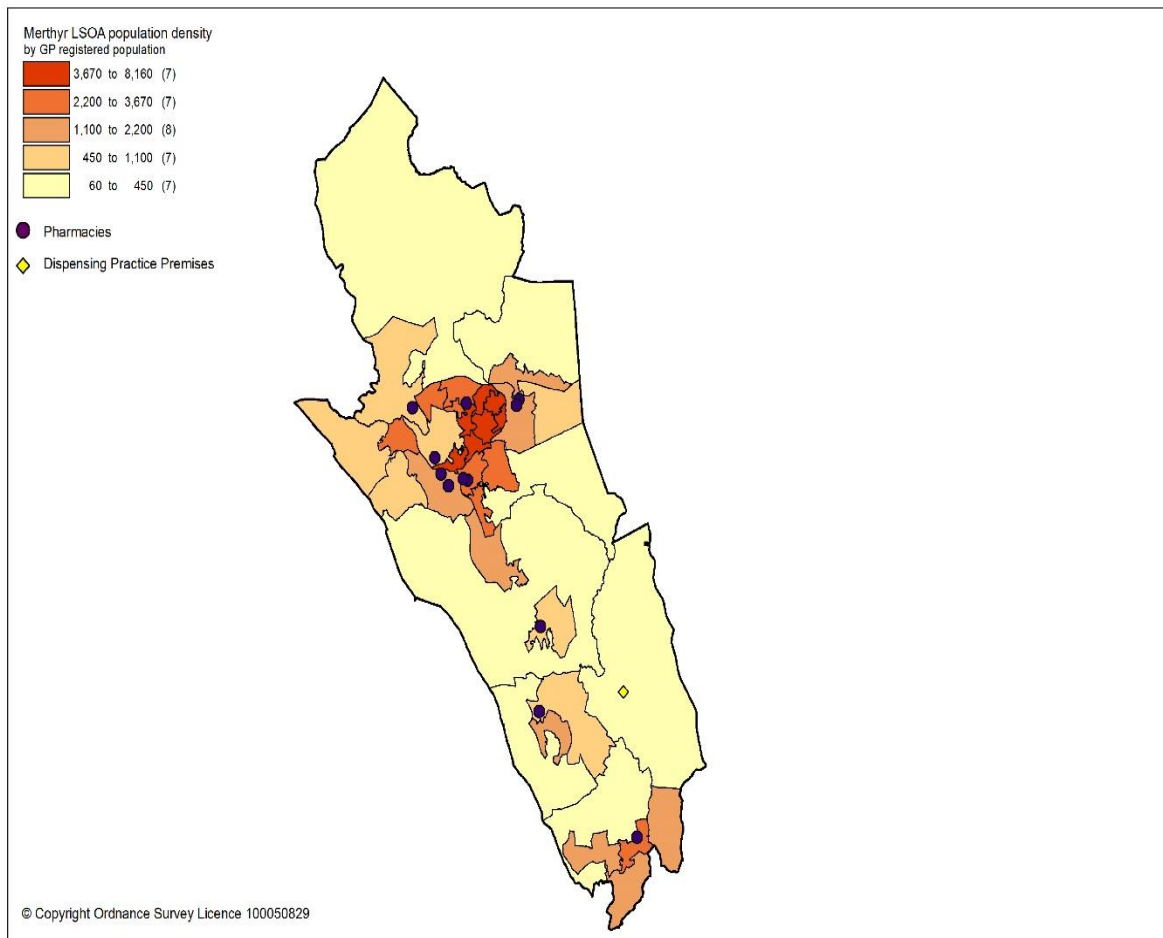 Merthyr LSOA population density
by GP registered population
3,670 to 8,160 (7)
2,200 to 3,670 (7)
1,100 to 2,200 (8)
450 to 1,100 (7)
60 to 450 (7)
Pharmacies
Dispensing Practice Premises
© Copyright Ordnance Survey Licence 100050829